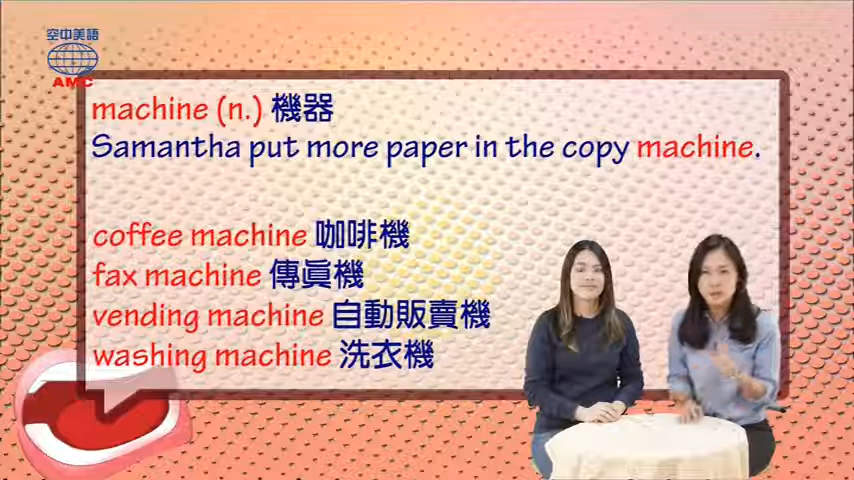 空中美語
AMC
machine (n.) 機器
Samantha put more paper in the copy machine.
coffee machine 咖啡機
fax machine 傳真機
vending machine 自動販賣機
washing machine 洗衣機